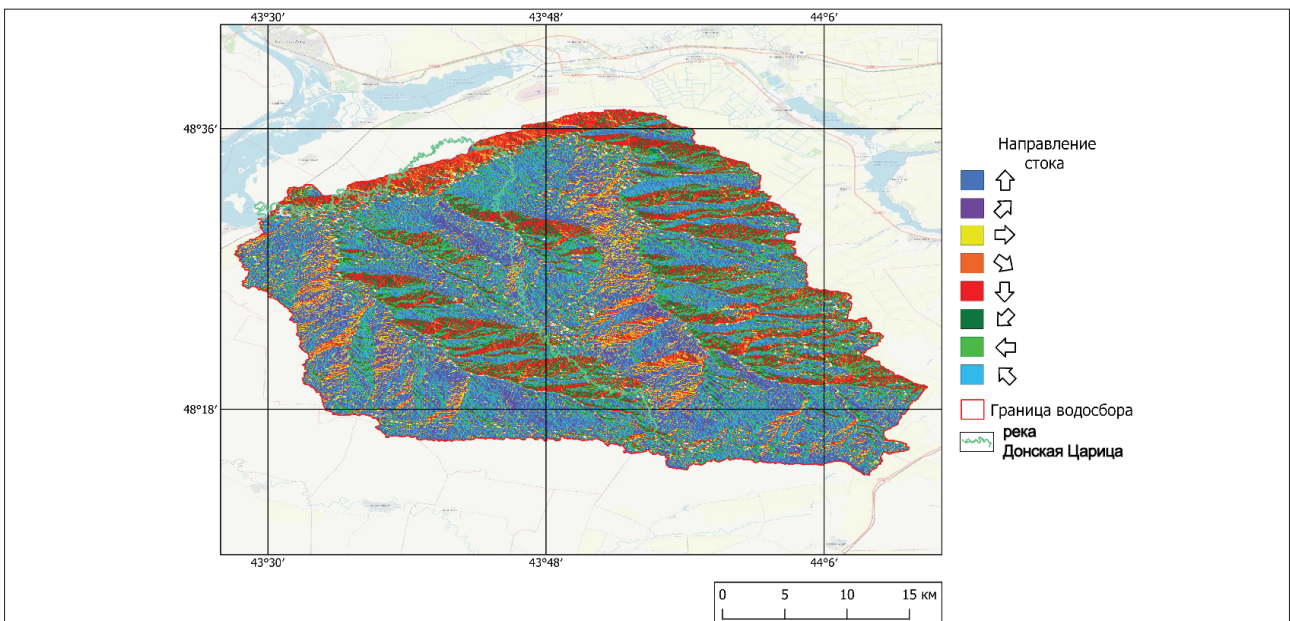 43°30' 43°48' 44°6'
48°36'
48°18'
43°30' 43°48' 44°6'
Направление
стока
Граница водосбора
река
Донская Царица
0 5 10 15 км